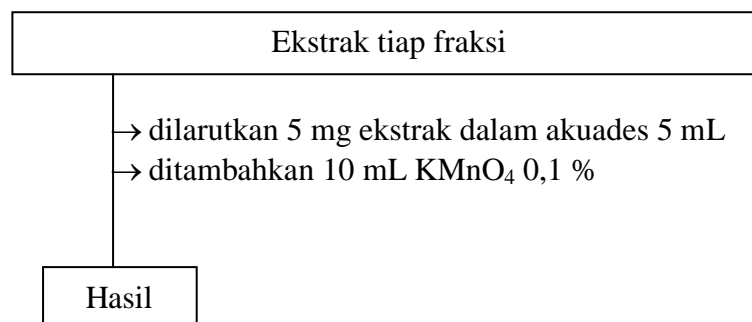 Ekstrak tiap fraksi
→ dilarutkan 5 mg ekstrak dalam akuades 5 mL
→ ditambahkan 10 mL KMnO₄ 0,1 %
Hasil